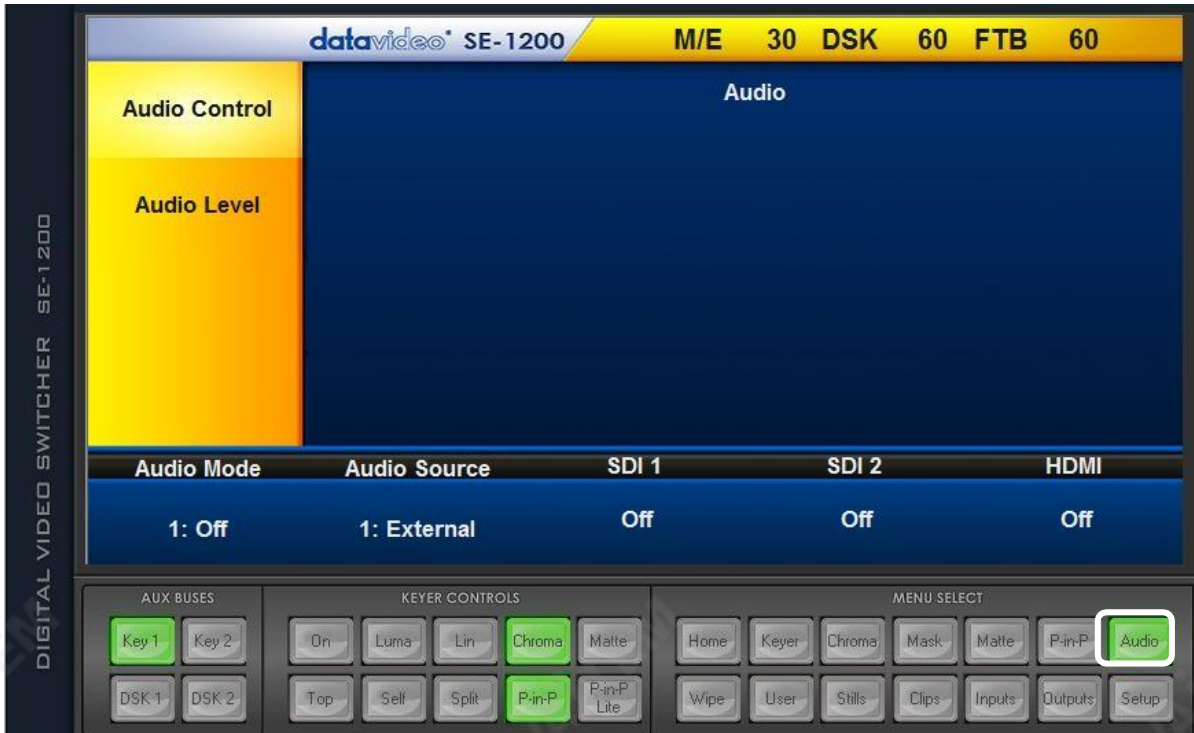 datavideo SE-1200 M/E 30 DSK 60 FTB 60
Audio Control
Audio
Audio Level
Audio Mode Audio Source SDI 1 SDI 2 HDMI
1: Off 1: External Off Off Off
DIGITAL VIDEO SWITCHER SE-1200
AUX BUSES KEYER CONTROLS MENU SELECT
Key 1 Key 2 On Luma Lin Chroma Matte Home Keyer Chroma Mask Matte P-in-P Audio
DSK 1 DSK 2 Top Self Split P-in-P P-in-P Lite Wipe User Stills Clips Inputs Outputs Setup